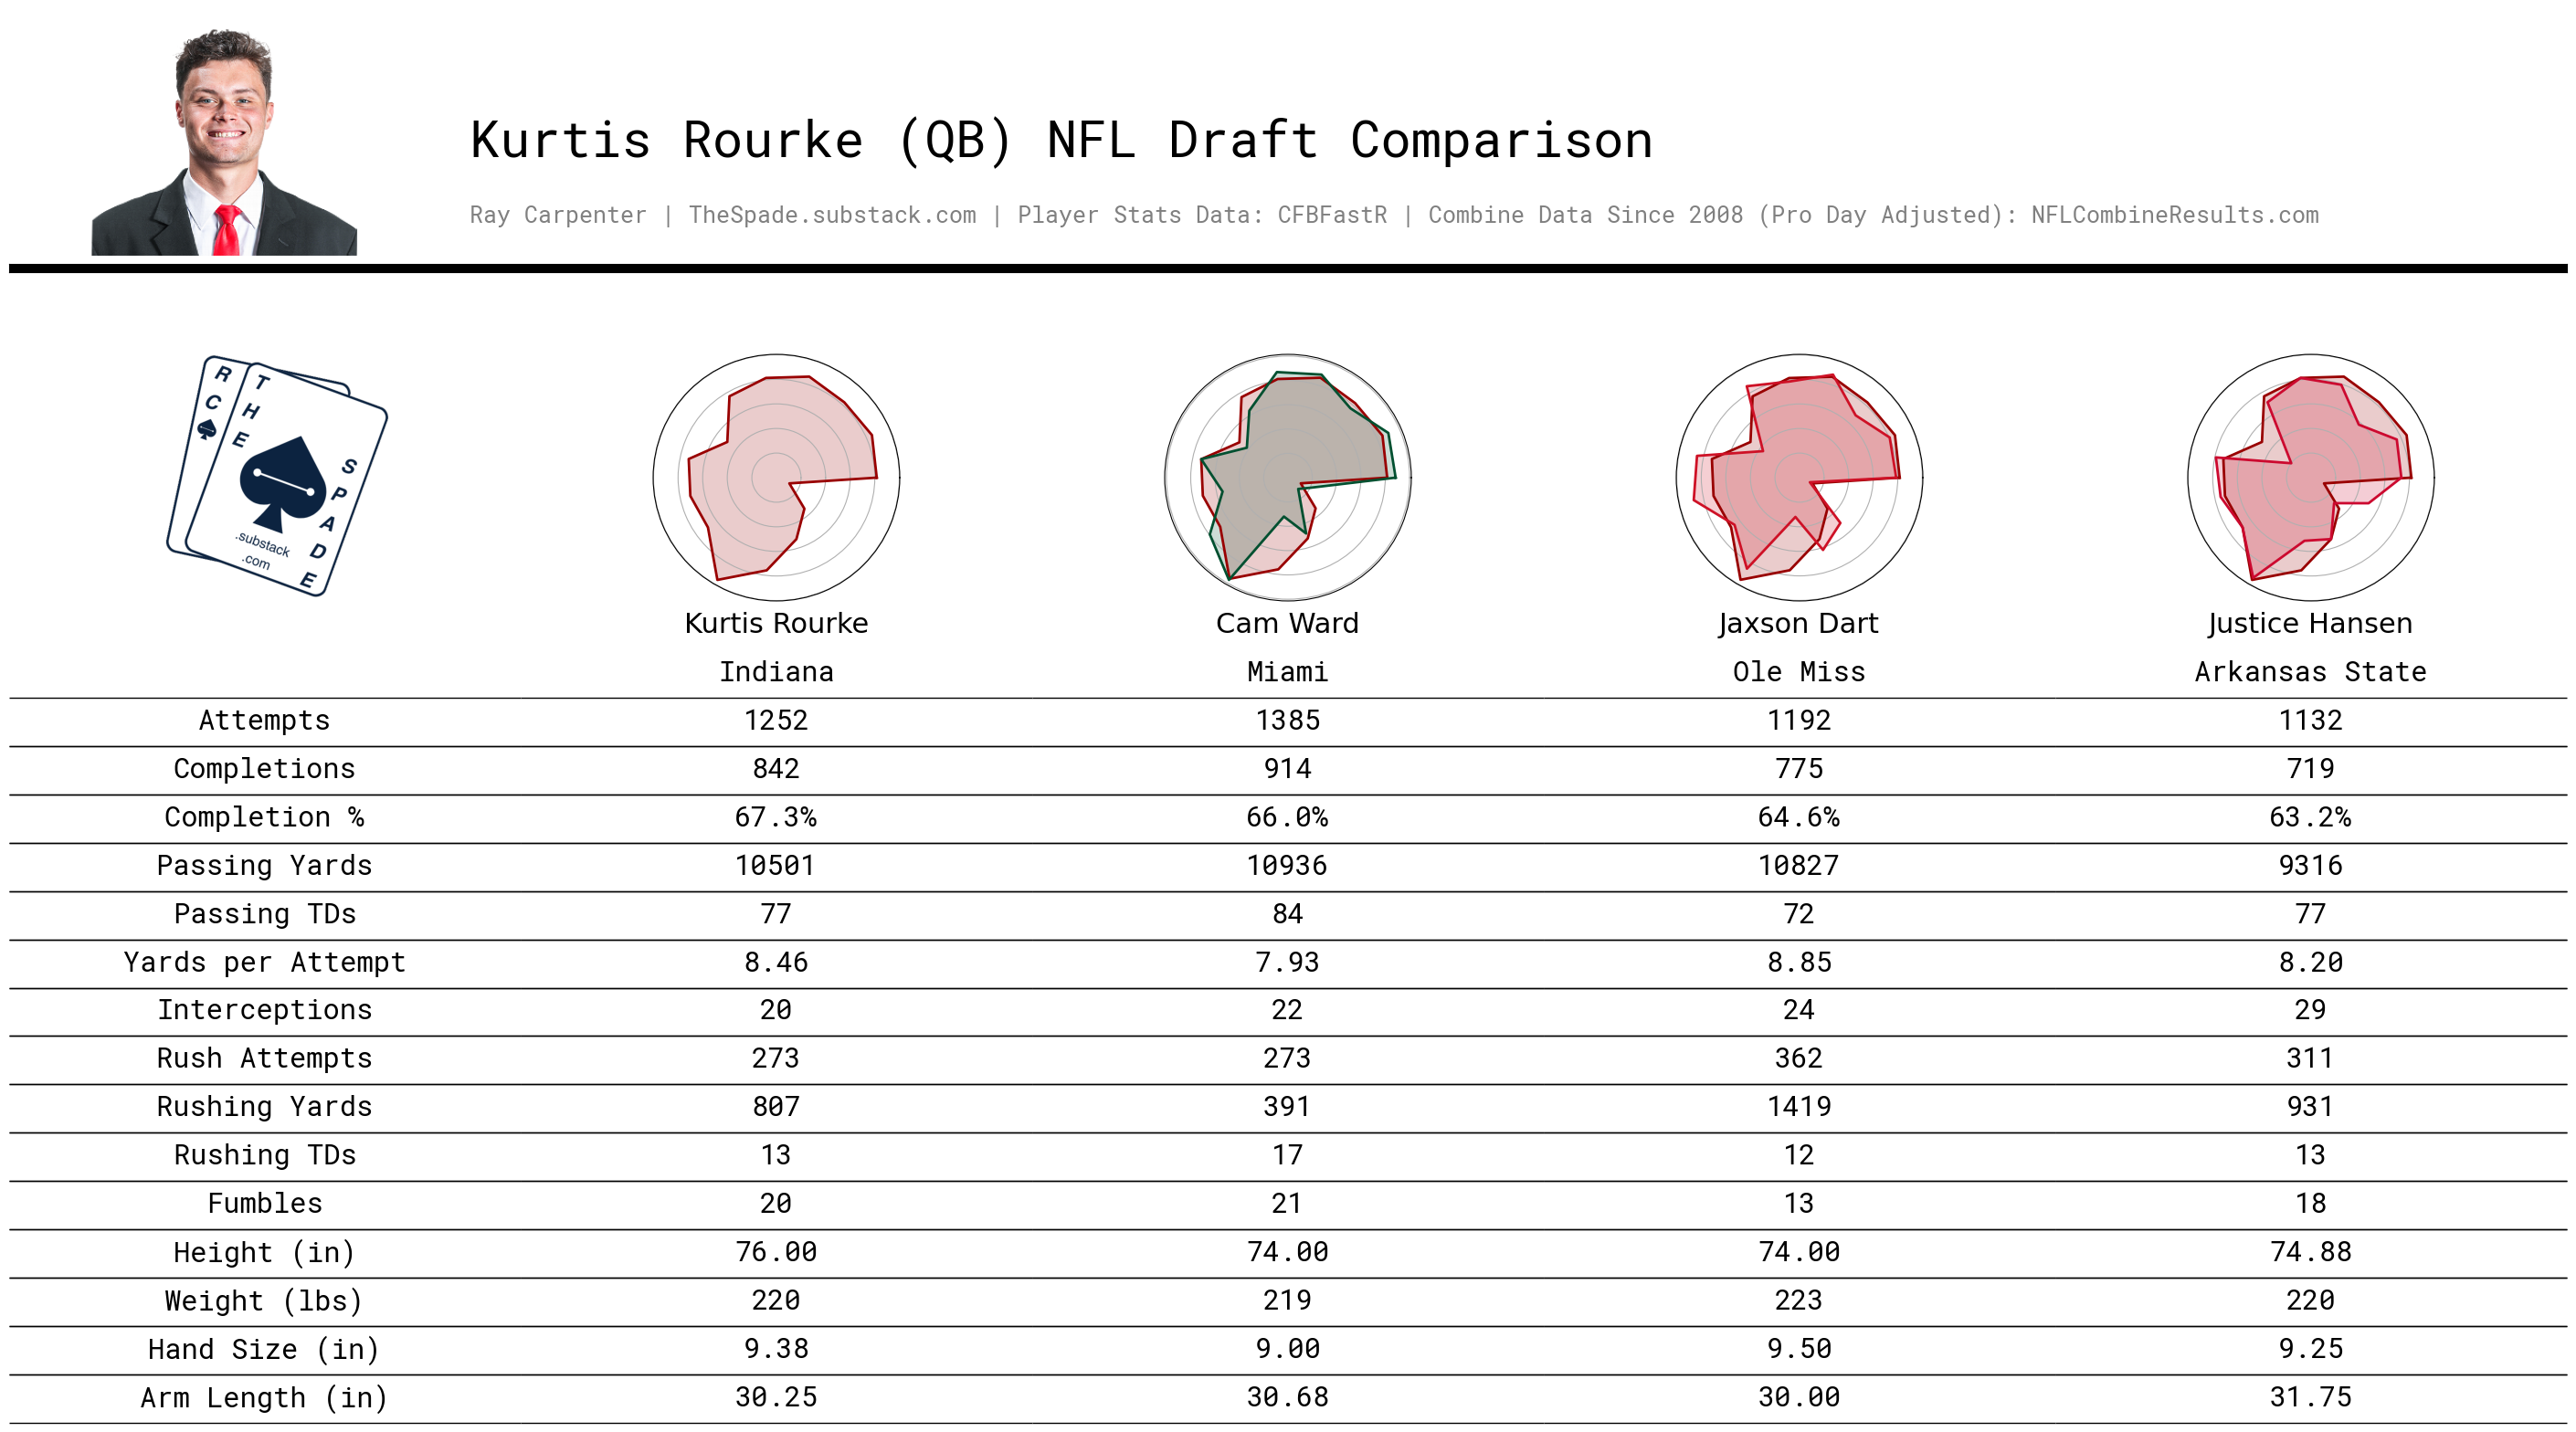 Kurtis Rourke (QB) NFL Draft Comparison
Ray Carpenter | TheSpade.substack.com | Player Stats Data: CFBFastR | Combine Data Since 2008 (Pro Day Adjusted): NFLCombineResults.com
R C
THE
SPADE
.substack
.com
Kurtis Rourke Cam Ward Jaxson Dart Justice Hansen
Indiana Miami Ole Miss Arkansas State
Attempts 1252 1385 1192 1132
Completions 842 914 775 719
Completion % 67.3% 66.0% 64.6% 63.2%
Passing Yards 10501 10936 10827 9316
Passing TDs 77 84 72 77
Yards per Attempt 8.46 7.93 8.85 8.20
Interceptions 20 22 24 29
Rush Attempts 273 273 362 311
Rushing Yards 807 391 1419 931
Rushing TDs 13 17 12 13
Fumbles 20 21 13 18
Height (in) 76.00 74.00 74.00 74.88
Weight (lbs) 220 219 223 220
Hand Size (in) 9.38 9.00 9.50 9.25
Arm Length (in) 30.25 30.68 30.00 31.75